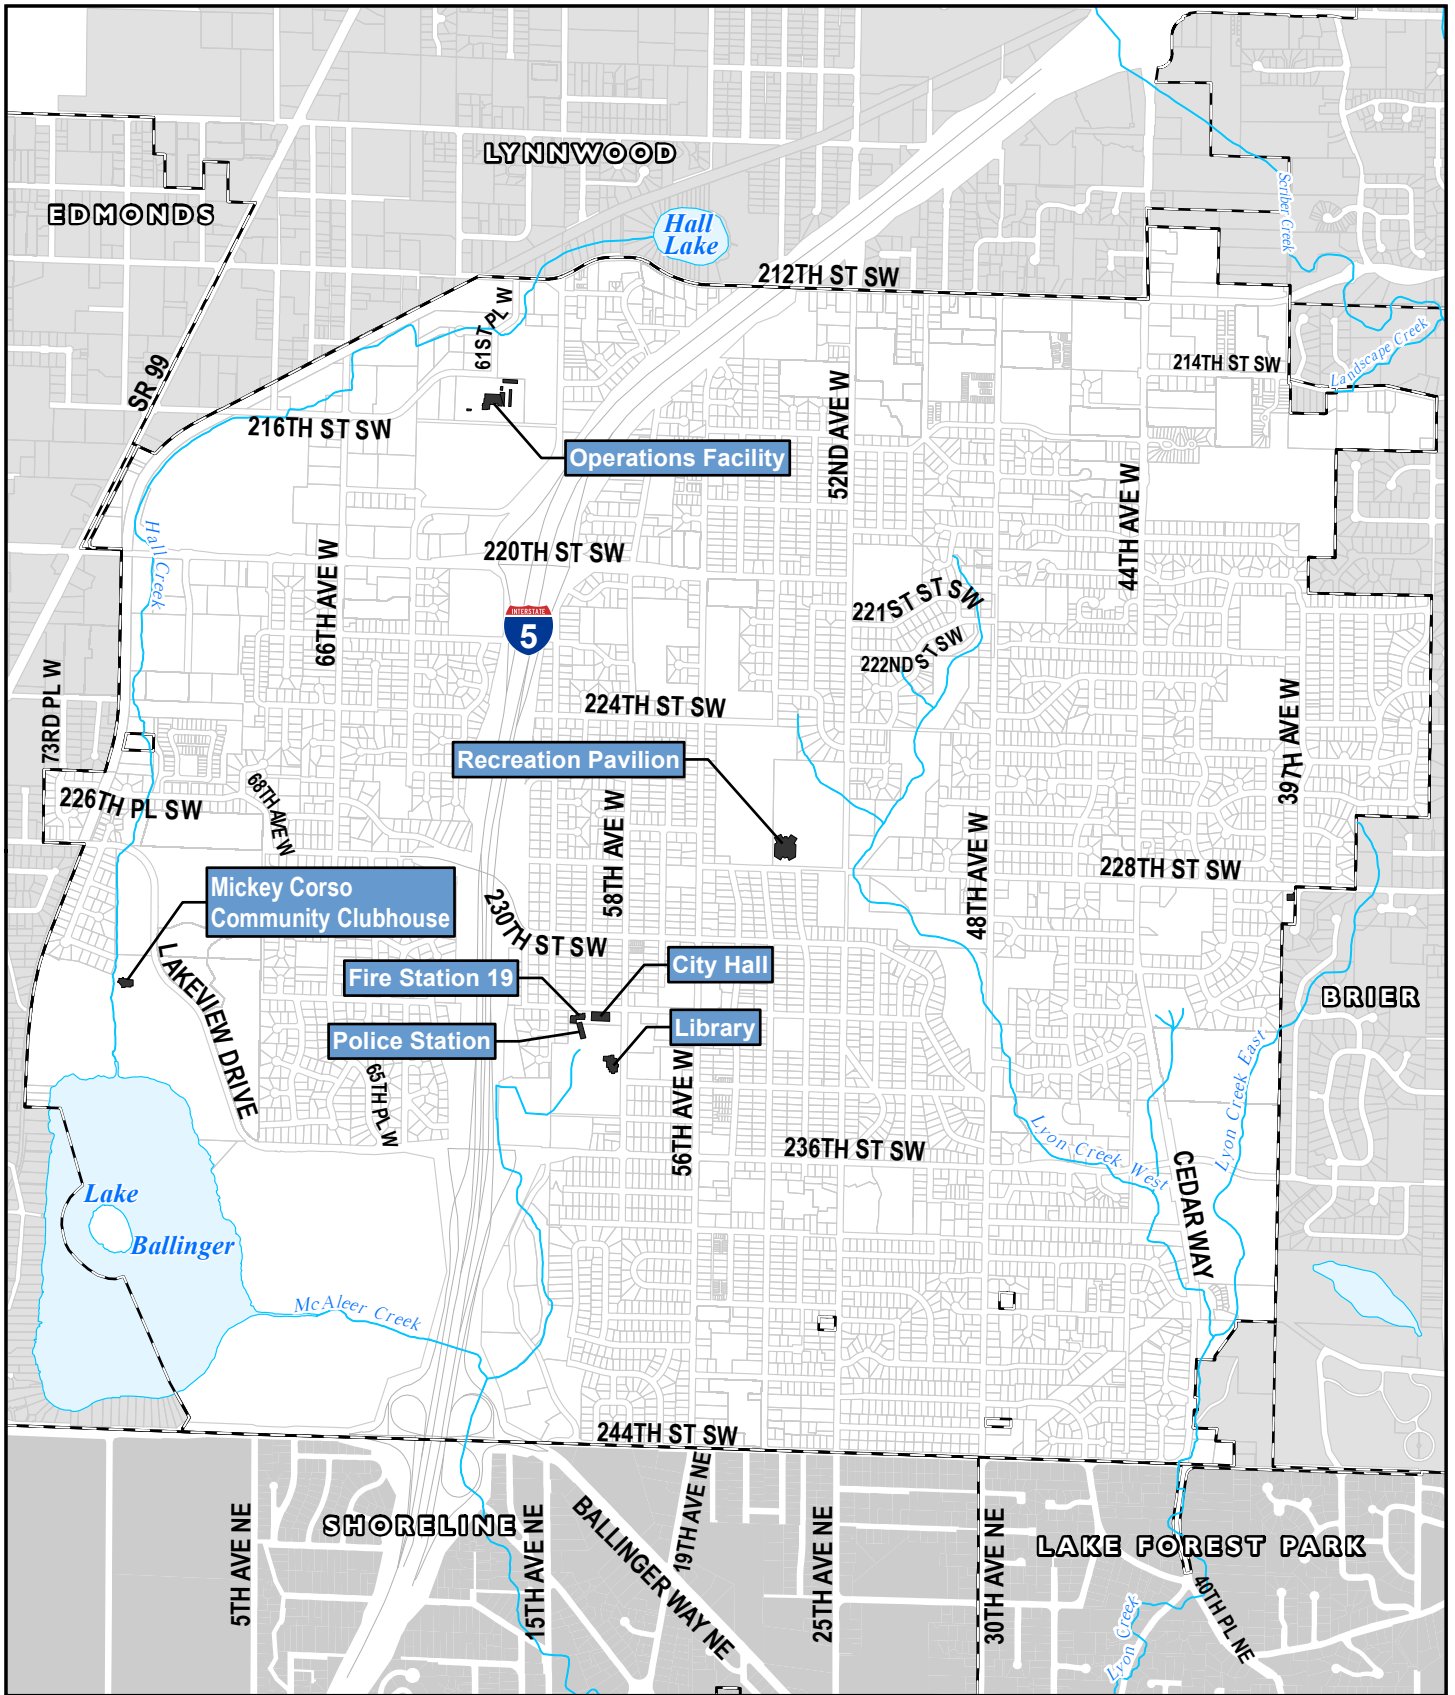 LYNNWOOD
EDMONDS
Scriber Creek
Hall
Lake
212TH ST SW
61ST PL W
SR 99
Landscape Creek
214TH ST SW
216TH ST SW
52ND AVE W
Operations Facility
44TH AVE W
Hall Creek
220TH ST SW
66TH AVE W
INTERSTATE
5
221ST ST SW
222ND ST SW
73RD PL W
224TH ST SW
39TH AVE W
Recreation Pavilion
226TH PL SW
68TH AVE W
58TH AVE W
48TH AVE W
228TH ST SW
Mickey Corso
Community Clubhouse
230TH ST SW
LAKEVIEW DRIVE
Fire Station 19
City Hall
BRIER
Police Station
Library
65TH PL W
56TH AVE W
Lyon Creek East
Lyon Creek West
236TH ST SW
CEDAR WAY
Lake
Ballinger
McAleer Creek
244TH ST SW
5TH AVE NE
SHORELINE
15TH AVE NE
BALLINGER WAY NE
19TH AVE NE
25TH AVE NE
30TH AVE NE
LAKE FOREST PARK
40TH PL NE
Lyon Creek